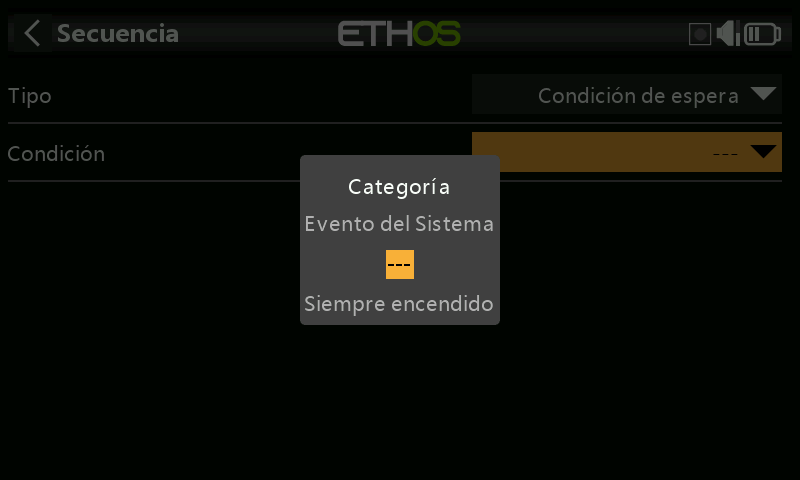 Secuencia
ETHOS
Tipo
Condición de espera
Condición
---
Categoría
Evento del Sistema
---
Siempre encendido